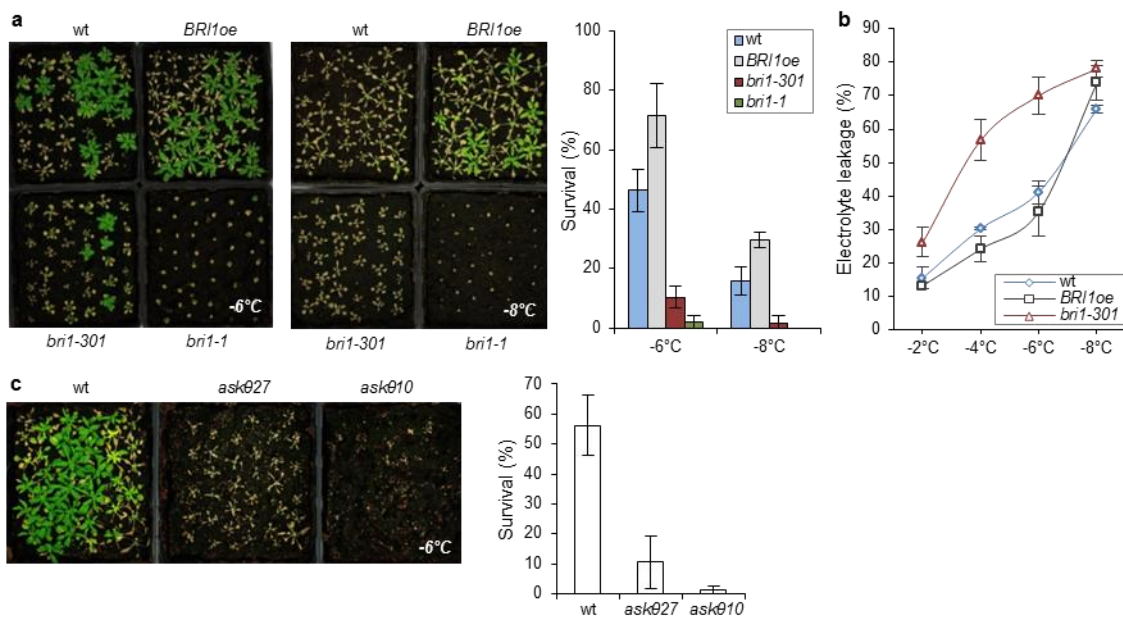 a
wt
BRI1oe
wt
BRI1oe
-6°C
-8°C
bri1-301
bri1-1
bri1-301
bri1-1
Survival (%)
100
80
60
40
20
0
-6°C
-8°C
wt
BRI1oe
bri1-301
bri1-1
b
Electrolyte leakage (%)
90
80
70
60
50
40
30
20
10
0
-2°C
-4°C
-6°C
-8°C
wt
BRI1oe
bri1-301
c
wt
askθ27
askθ10
-6°C
Survival (%)
70
60
50
40
30
20
10
0
wt
askθ27
askθ10